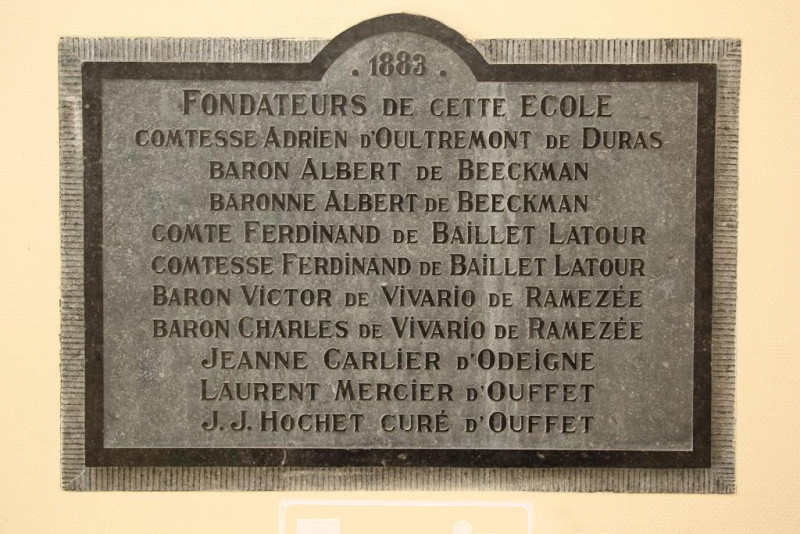 . 1883 .
FONDATEURS DE CETTE ECOLE
COMTESSE ADRIEN D'OULTREMONT DE DURAS
BARON ALBERT DE BEECKMAN
BARONNE ALBERT DE BEECKMAN
COMTE FERDINAND DE BAILLET LATOUR
COMTESSE FERDINAND DE BAILLET LATOUR
BARON VICTOR DE VIVARIO DE RAMEZÉE
BARON CHARLES DE VIVARIO DE RAMEZÉE
JEANNE CARLIER D'ODEIGNE
LAURENT MERCIER D'OUFFET
J.J. HOCHET CURÉ D'OUFFET